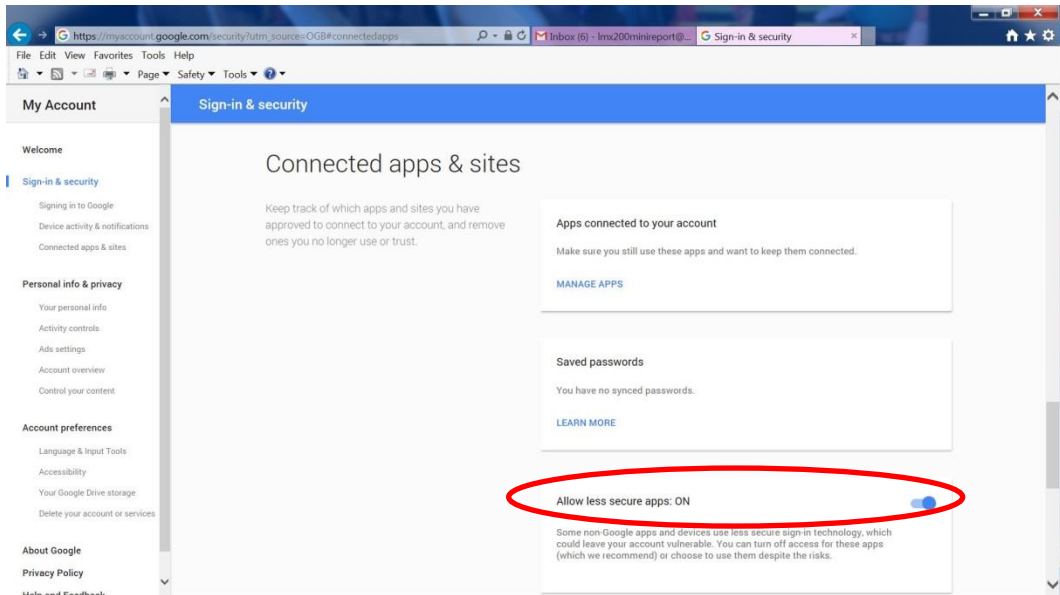 https://myaccount.google.com/security?utm_source=OGB#connectedapps
Inbox (6) - lmx200minireport@...
Sign-in & security
File Edit View Favorites Tools Help
Page Safety Tools
My Account
Sign-in & security
Welcome
Sign-in & security
Signing in to Google
Device activity & notifications
Connected apps & sites
Personal info & privacy
Your personal info
Activity controls
Ads settings
Account overview
Control your content
Account preferences
Language & Input Tools
Accessibility
Your Google Drive storage
Delete your account or services
About Google
Privacy Policy
Help and Feedback
Connected apps & sites
Keep track of which apps and sites you have
approved to connect to your account, and remove
ones you no longer use or trust.
Apps connected to your account
Make sure you still use these apps and want to keep them connected.
MANAGE APPS
Saved passwords
You have no synced passwords.
LEARN MORE
Allow less secure apps: ON
Some non-Google apps and devices use less secure sign-in technology, which
could leave your account vulnerable. You can turn off access for these apps
(which we recommend) or choose to use them despite the risks.